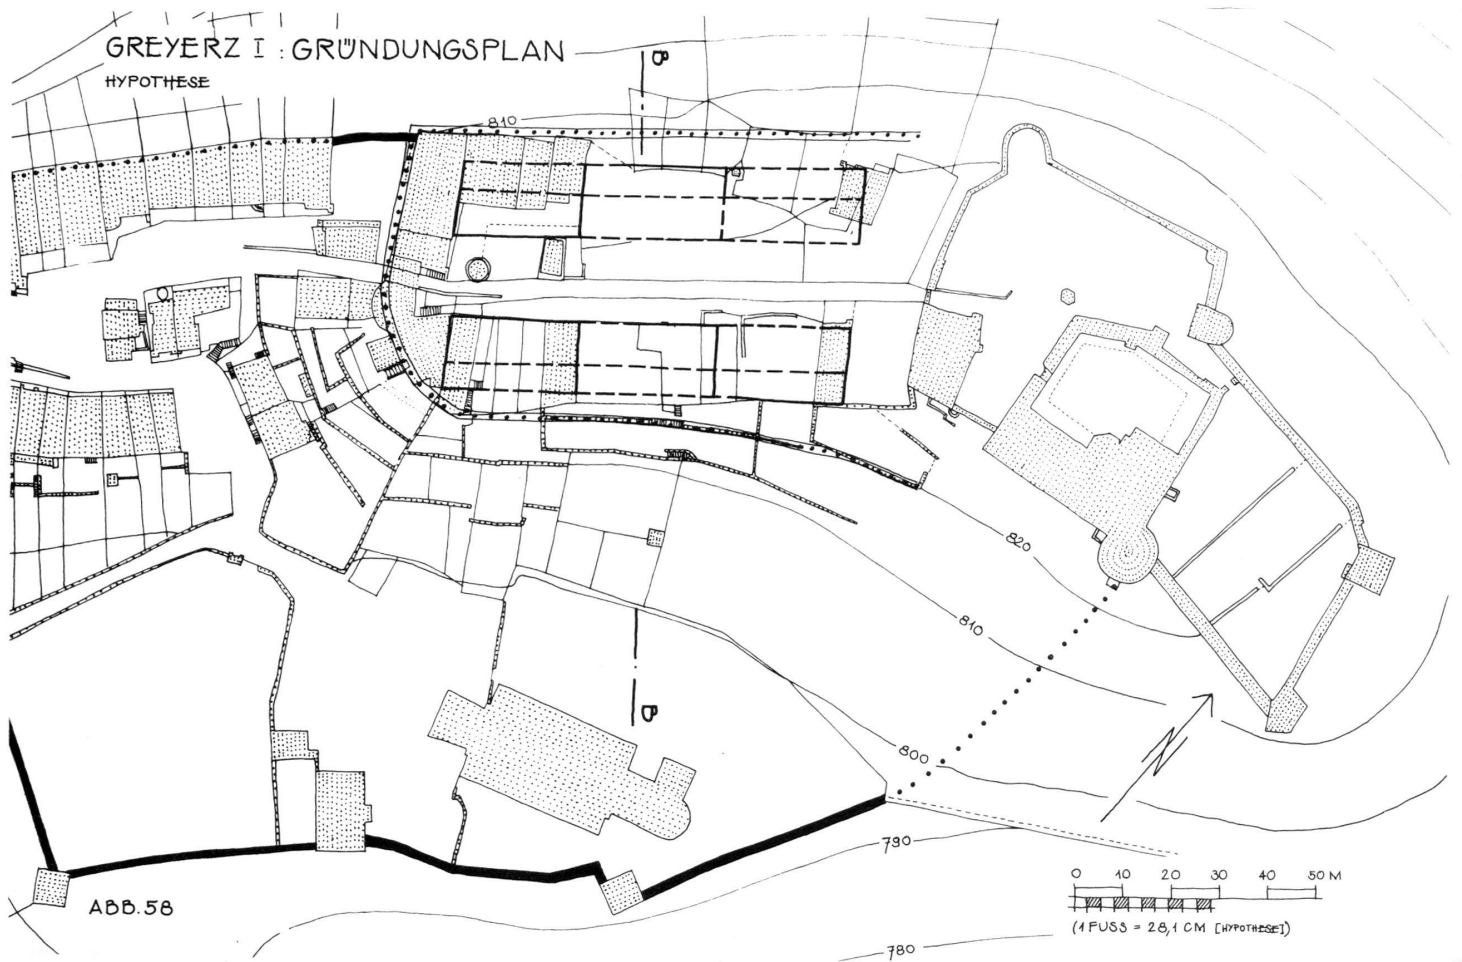 GREYERZ I : GRÜNDUNGSPLAN
HYPOTHESE
D
810
820
810
D
800
790
0 10 20 30 40 50 M
(1 FUSS = 28,1 CM [HYPOTHESE])
ABB. 58
780